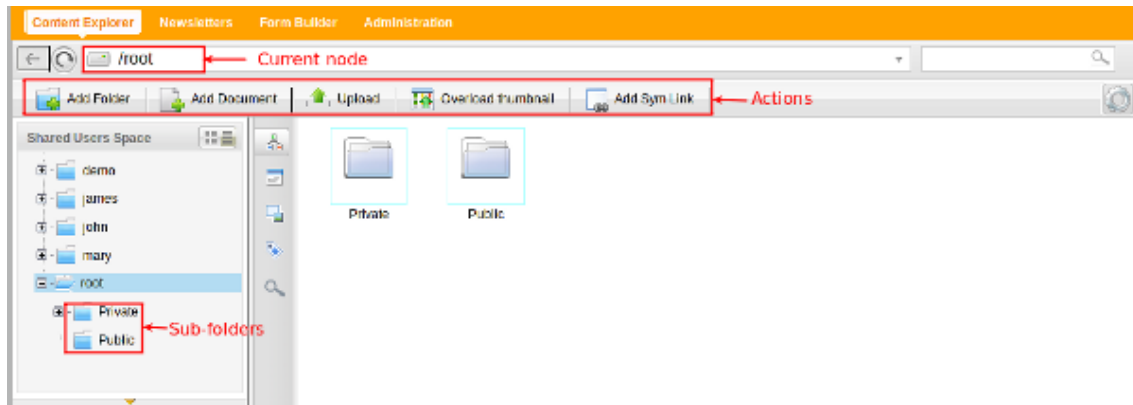 Content Explorer Newsletters Form Builder Administration
/root Current node
Add Folder Add Document Upload Overload thumbnail Add Sym Link Actions
Shared Users Space
demo
james
john
mary
root
Private
Public
Sub-folders
Private Public